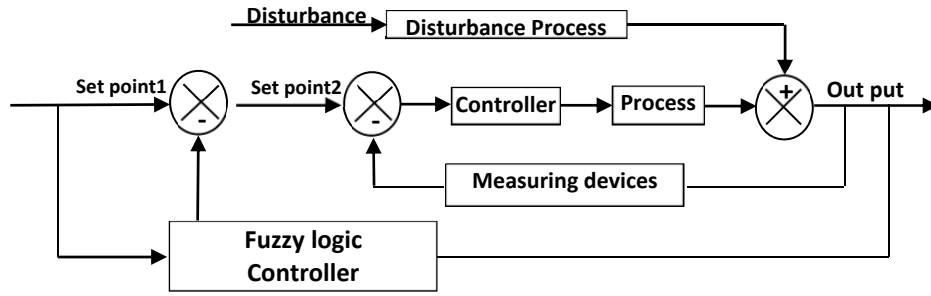 Disturbance
Disturbance Process
Set point1
-
Set point2
-
Controller
Process
+
Out put
Measuring devices
Fuzzy logic
Controller